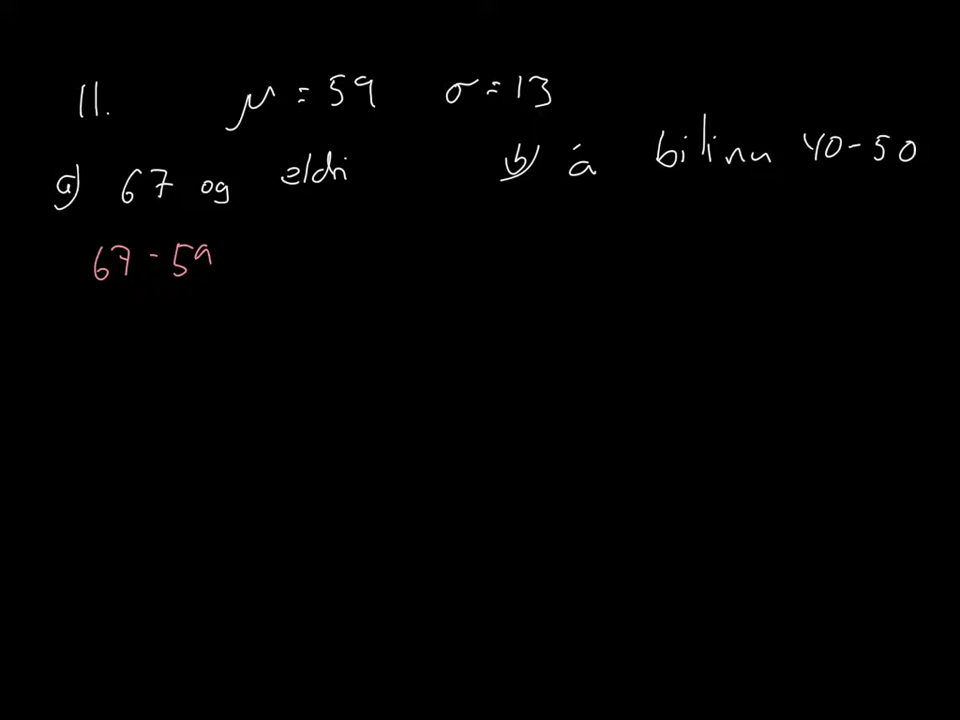 11. μ = 59 σ = 13
a) 67 og eldri
b) á bilinu 40-50
67 - 59